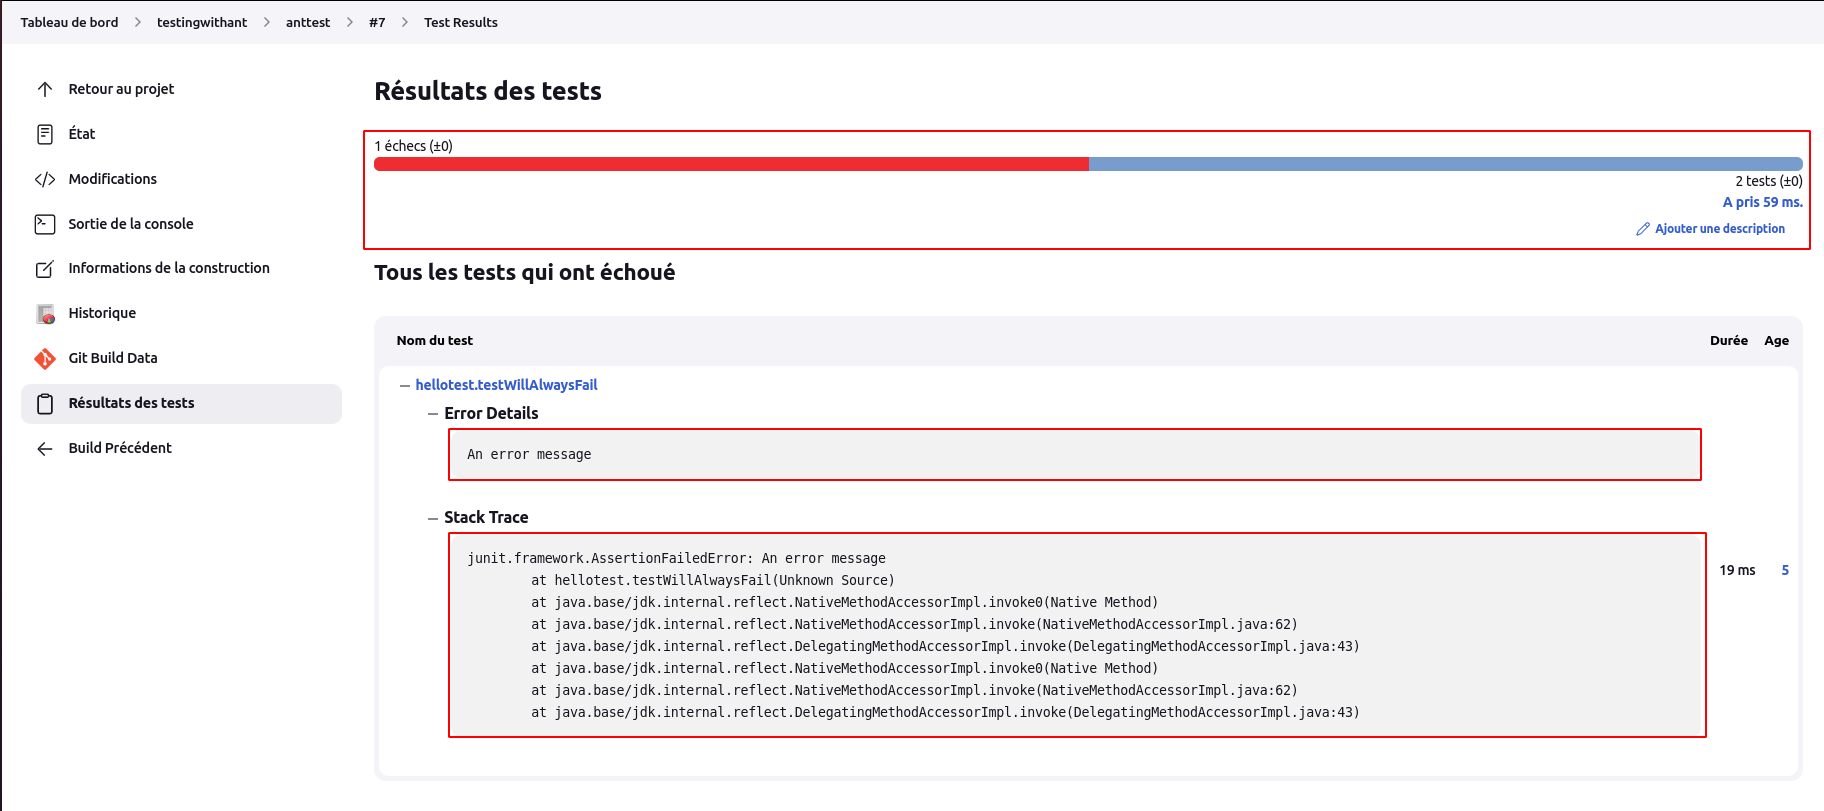 Tableau de bord > testingwithant > anttest > #7 > Test Results
Retour au projet
État
Modifications
Sortie de la console
Informations de la construction
Historique
Git Build Data
Résultats des tests
Build Précédent
Résultats des tests
1 échecs (±0)
2 tests (±0)
A pris 59 ms.
Ajouter une description
Tous les tests qui ont échoué
Nom du test Durée Age
hellotest.testWillAlwaysFail
Error Details
An error message
Stack Trace
junit.framework.AssertionFailedError: An error message
at hellotest.testWillAlwaysFail(Unknown Source)
at java.base/jdk.internal.reflect.NativeMethodAccessorImpl.invoke0(Native Method)
at java.base/jdk.internal.reflect.NativeMethodAccessorImpl.invoke(NativeMethodAccessorImpl.java:62)
at java.base/jdk.internal.reflect.DelegatingMethodAccessorImpl.invoke(DelegatingMethodAccessorImpl.java:43)
at java.base/jdk.internal.reflect.NativeMethodAccessorImpl.invoke0(Native Method)
at java.base/jdk.internal.reflect.NativeMethodAccessorImpl.invoke(NativeMethodAccessorImpl.java:62)
at java.base/jdk.internal.reflect.DelegatingMethodAccessorImpl.invoke(DelegatingMethodAccessorImpl.java:43)
19 ms 5